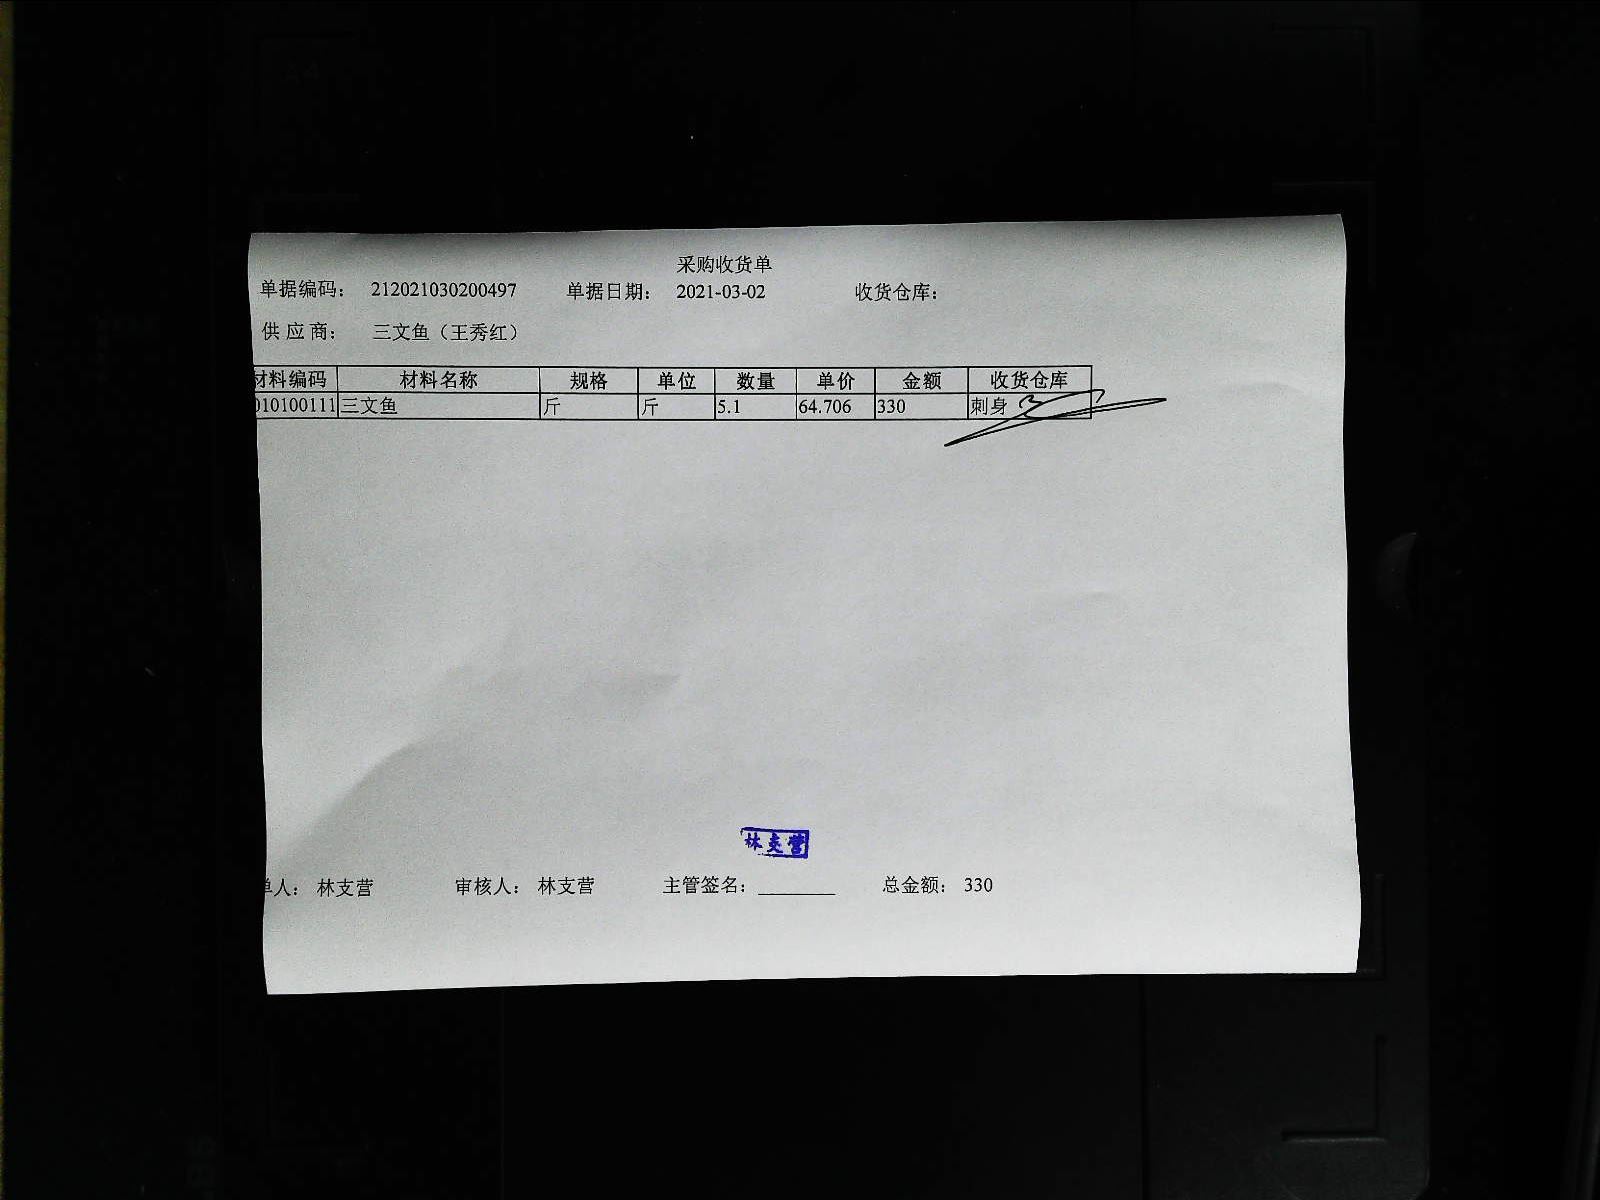 采购收货单
单据编码： 212021030200497 单据日期： 2021-03-02 收货仓库：
供 应 商： 三文鱼（王秀红）
材料编码 材料名称 规格 单位 数量 单价 金额 收货仓库
010100111 三文鱼 斤 斤 5.1 64.706 330 刺身
林支营
单人： 林支营 审核人： 林支营 主管签名：________ 总金额： 330